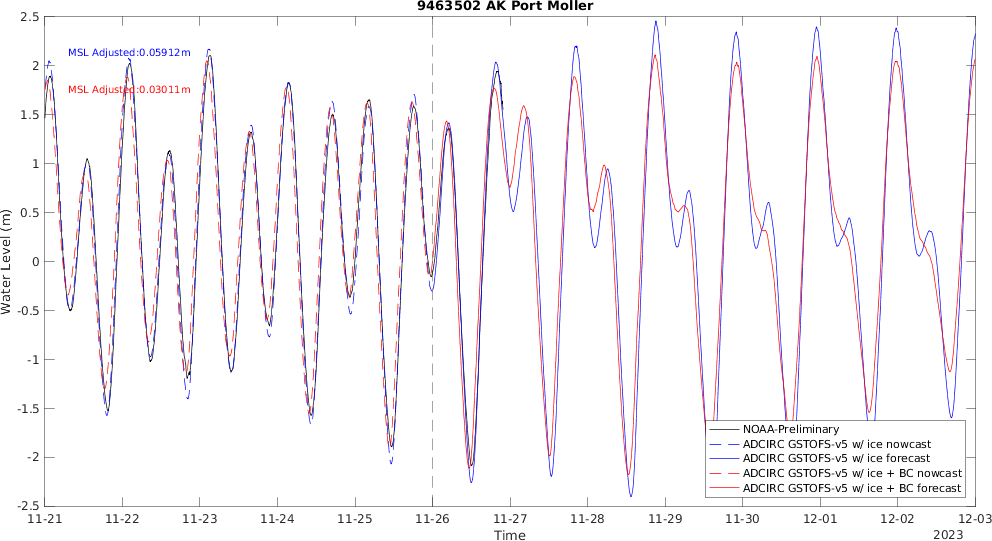 9463502 AK Port Moller
MSL Adjusted:0.05912m
MSL Adjusted:0.03011m
2.5
2
1.5
1
0.5
0
-0.5
-1
-1.5
-2
-2.5
Water Level (m)
NOAA-Preliminary
ADCIRC GSTOFS-v5 w/ ice nowcast
ADCIRC GSTOFS-v5 w/ ice forecast
ADCIRC GSTOFS-v5 w/ ice + BC nowcast
ADCIRC GSTOFS-v5 w/ ice + BC forecast
11-21 11-22 11-23 11-24 11-25 11-26 11-27 11-28 11-29 11-30 12-01 12-02 12-03
Time
2023